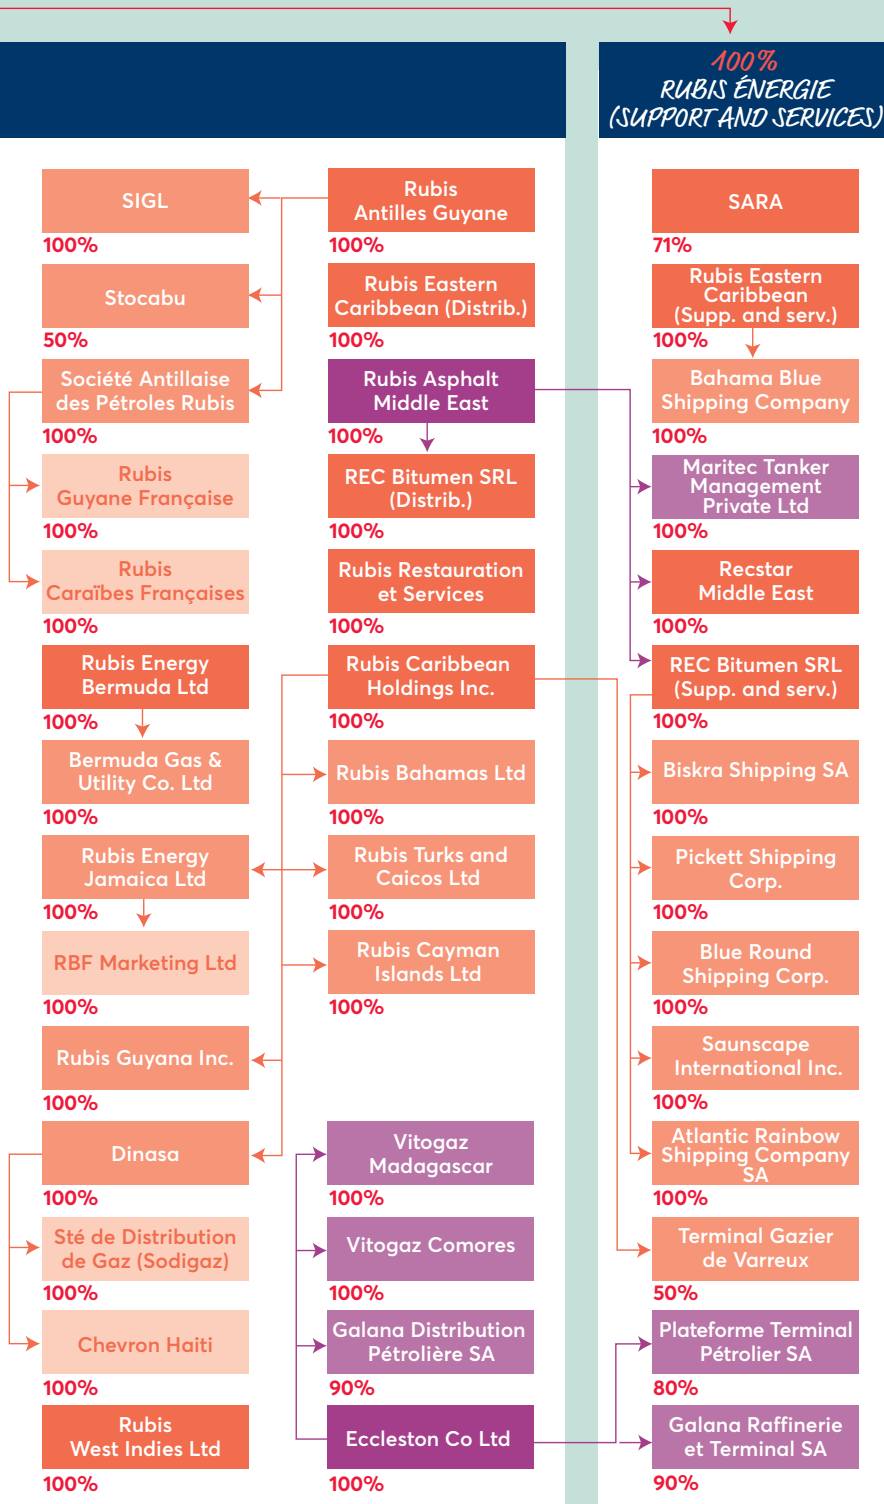 100%
RUBIS ÉNERGIE
(SUPPORT AND SERVICES)
SIGL
100%
Stocabu
50%
Société Antillaise
des Pétroles Rubis
100%
Rubis
Guyane Française
100%
Rubis
Caraïbes Françaises
100%
Rubis Energy
Bermuda Ltd
100%
Bermuda Gas &
Utility Co. Ltd
100%
Rubis Energy
Jamaica Ltd
100%
RBF Marketing Ltd
100%
Rubis Guyana Inc.
100%
Dinasa
100%
Sté de Distribution
de Gaz (Sodigaz)
100%
Chevron Haiti
100%
Rubis
West Indies Ltd
100%
Rubis
Antilles Guyane
100%
Rubis Eastern
Caribbean (Distrib.)
100%
Rubis Asphalt
Middle East
100%
REC Bitumen SRL
(Distrib.)
100%
Rubis Restauration
et Services
100%
Rubis Caribbean
Holdings Inc.
100%
Rubis Bahamas Ltd
100%
Rubis Turks and
Caicos Ltd
100%
Rubis Cayman
Islands Ltd
100%
Vitogaz
Madagascar
100%
Vitogaz Comores
100%
Galana Distribution
Pétrolière SA
90%
Eccleston Co Ltd
100%
SARA
71%
Rubis Eastern
Caribbean
(Supp. and serv.)
100%
Bahama Blue
Shipping Company
100%
Maritec Tanker
Management
Private Ltd
100%
Recstar
Middle East
100%
REC Bitumen SRL
(Supp. and serv.)
100%
Biskra Shipping SA
100%
Pickett Shipping
Corp.
100%
Blue Round
Shipping Corp.
100%
Saunscape
International Inc.
100%
Atlantic Rainbow
Shipping Company
SA
100%
Terminal Gazier
de Varreux
50%
Plateforme Terminal
Pétrolier SA
80%
Galana Raffinerie
et Terminal SA
90%